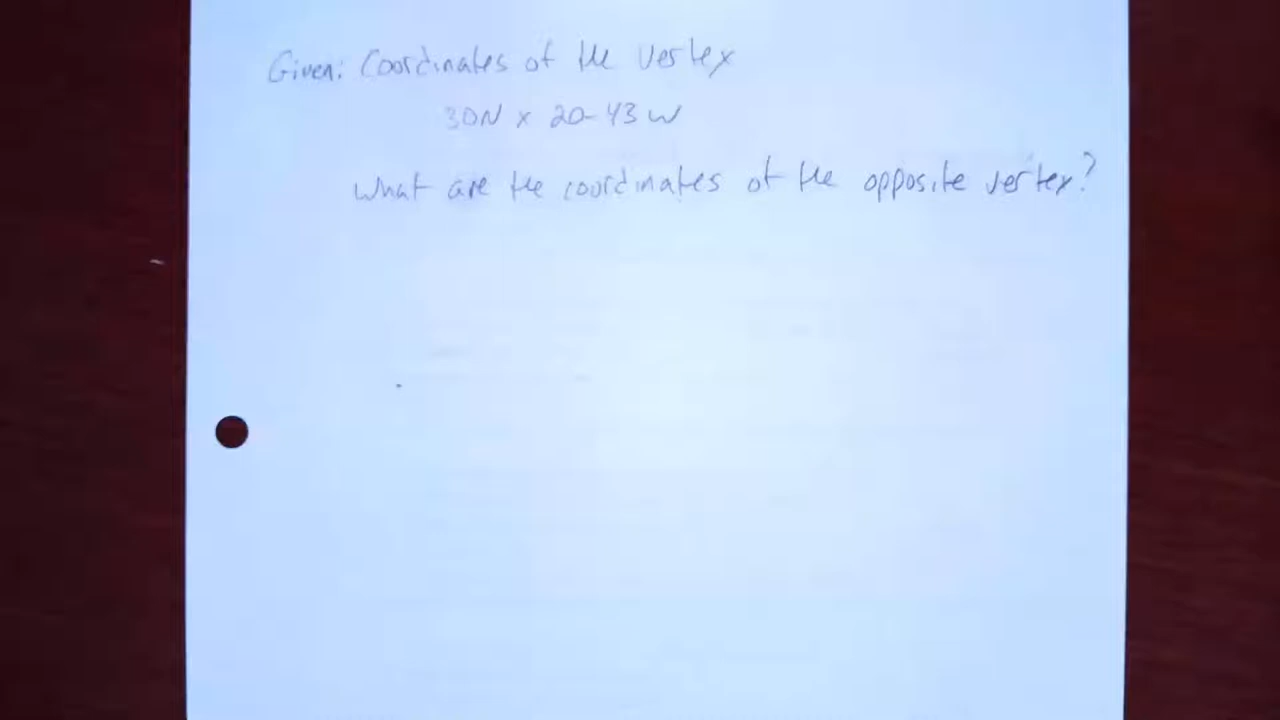 Given: Coordinates of the vertex
30N x 20-43 W
What are the coordinates of the opposite vertex?